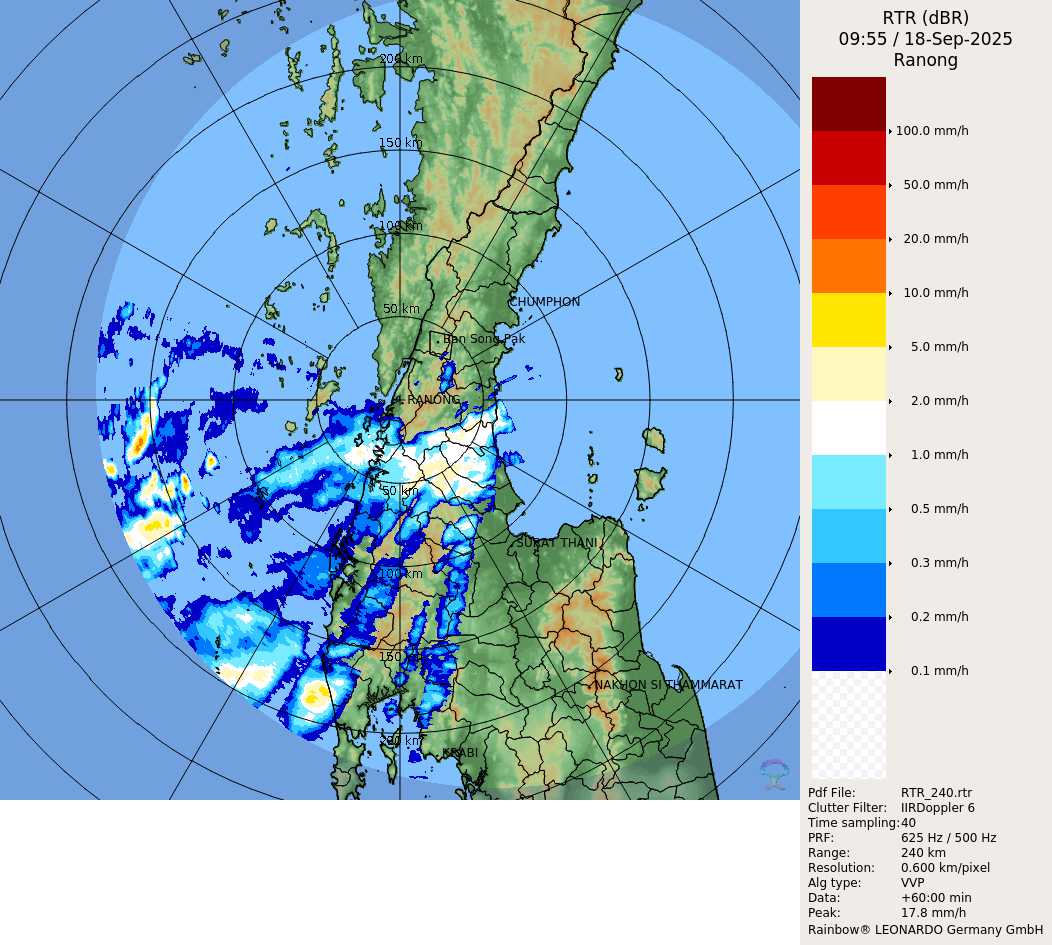 RTR (dBR)
09:55 / 18-Sep-2025
Ranong
100.0 mm/h
50.0 mm/h
20.0 mm/h
10.0 mm/h
5.0 mm/h
2.0 mm/h
1.0 mm/h
0.5 mm/h
0.3 mm/h
0.2 mm/h
0.1 mm/h
200 km
150 km
100 km
50 km
CHUMPHON
Ban Song Pak
RANONG
50 km
SURAT THANI
100 km
150 km
NAKHON SI THAMMARAT
200 km
KRABI
Pdf File: RTR_240.rtr
Clutter Filter: IIRDoppler 6
Time sampling: 40
PRF: 625 Hz / 500 Hz
Range: 240 km
Resolution: 0.600 km/pixel
Alg type: VVP
Data: +60:00 min
Peak: 17.8 mm/h
Rainbow® LEONARDO Germany GmbH